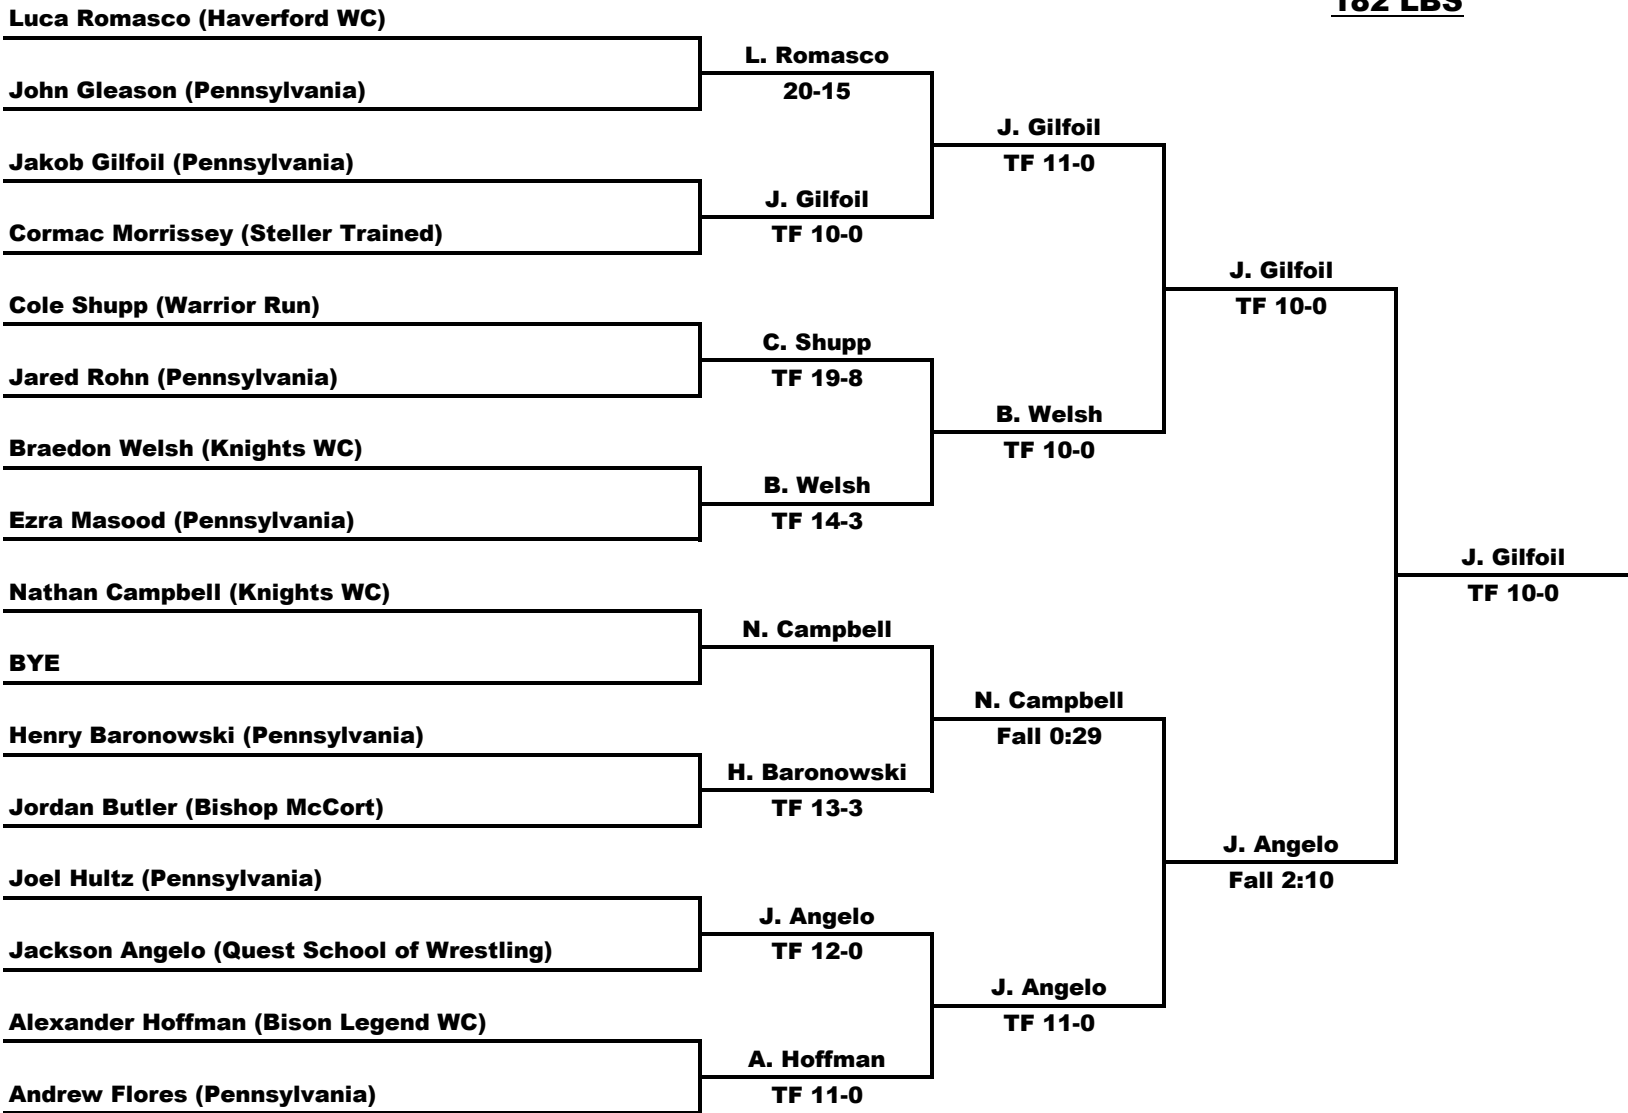 182 LBS
Luca Romasco (Haverford WC)
L. Romasco
John Gleason (Pennsylvania)
20-15
J. Gilfoil
Jakob Gilfoil (Pennsylvania)
TF 11-0
J. Gilfoil
Cormac Morrissey (Steller Trained)
TF 10-0
J. Gilfoil
Cole Shupp (Warrior Run)
TF 10-0
C. Shupp
Jared Rohn (Pennsylvania)
TF 19-8
B. Welsh
Braedon Welsh (Knights WC)
TF 10-0
B. Welsh
Ezra Masood (Pennsylvania)
TF 14-3
J. Gilfoil
Nathan Campbell (Knights WC)
TF 10-0
N. Campbell
BYE
N. Campbell
Henry Baronowski (Pennsylvania)
Fall 0:29
H. Baronowski
Jordan Butler (Bishop McCort)
TF 13-3
J. Angelo
Joel Hultz (Pennsylvania)
Fall 2:10
J. Angelo
Jackson Angelo (Quest School of Wrestling)
TF 12-0
J. Angelo
Alexander Hoffman (Bison Legend WC)
TF 11-0
A. Hoffman
Andrew Flores (Pennsylvania)
TF 11-0